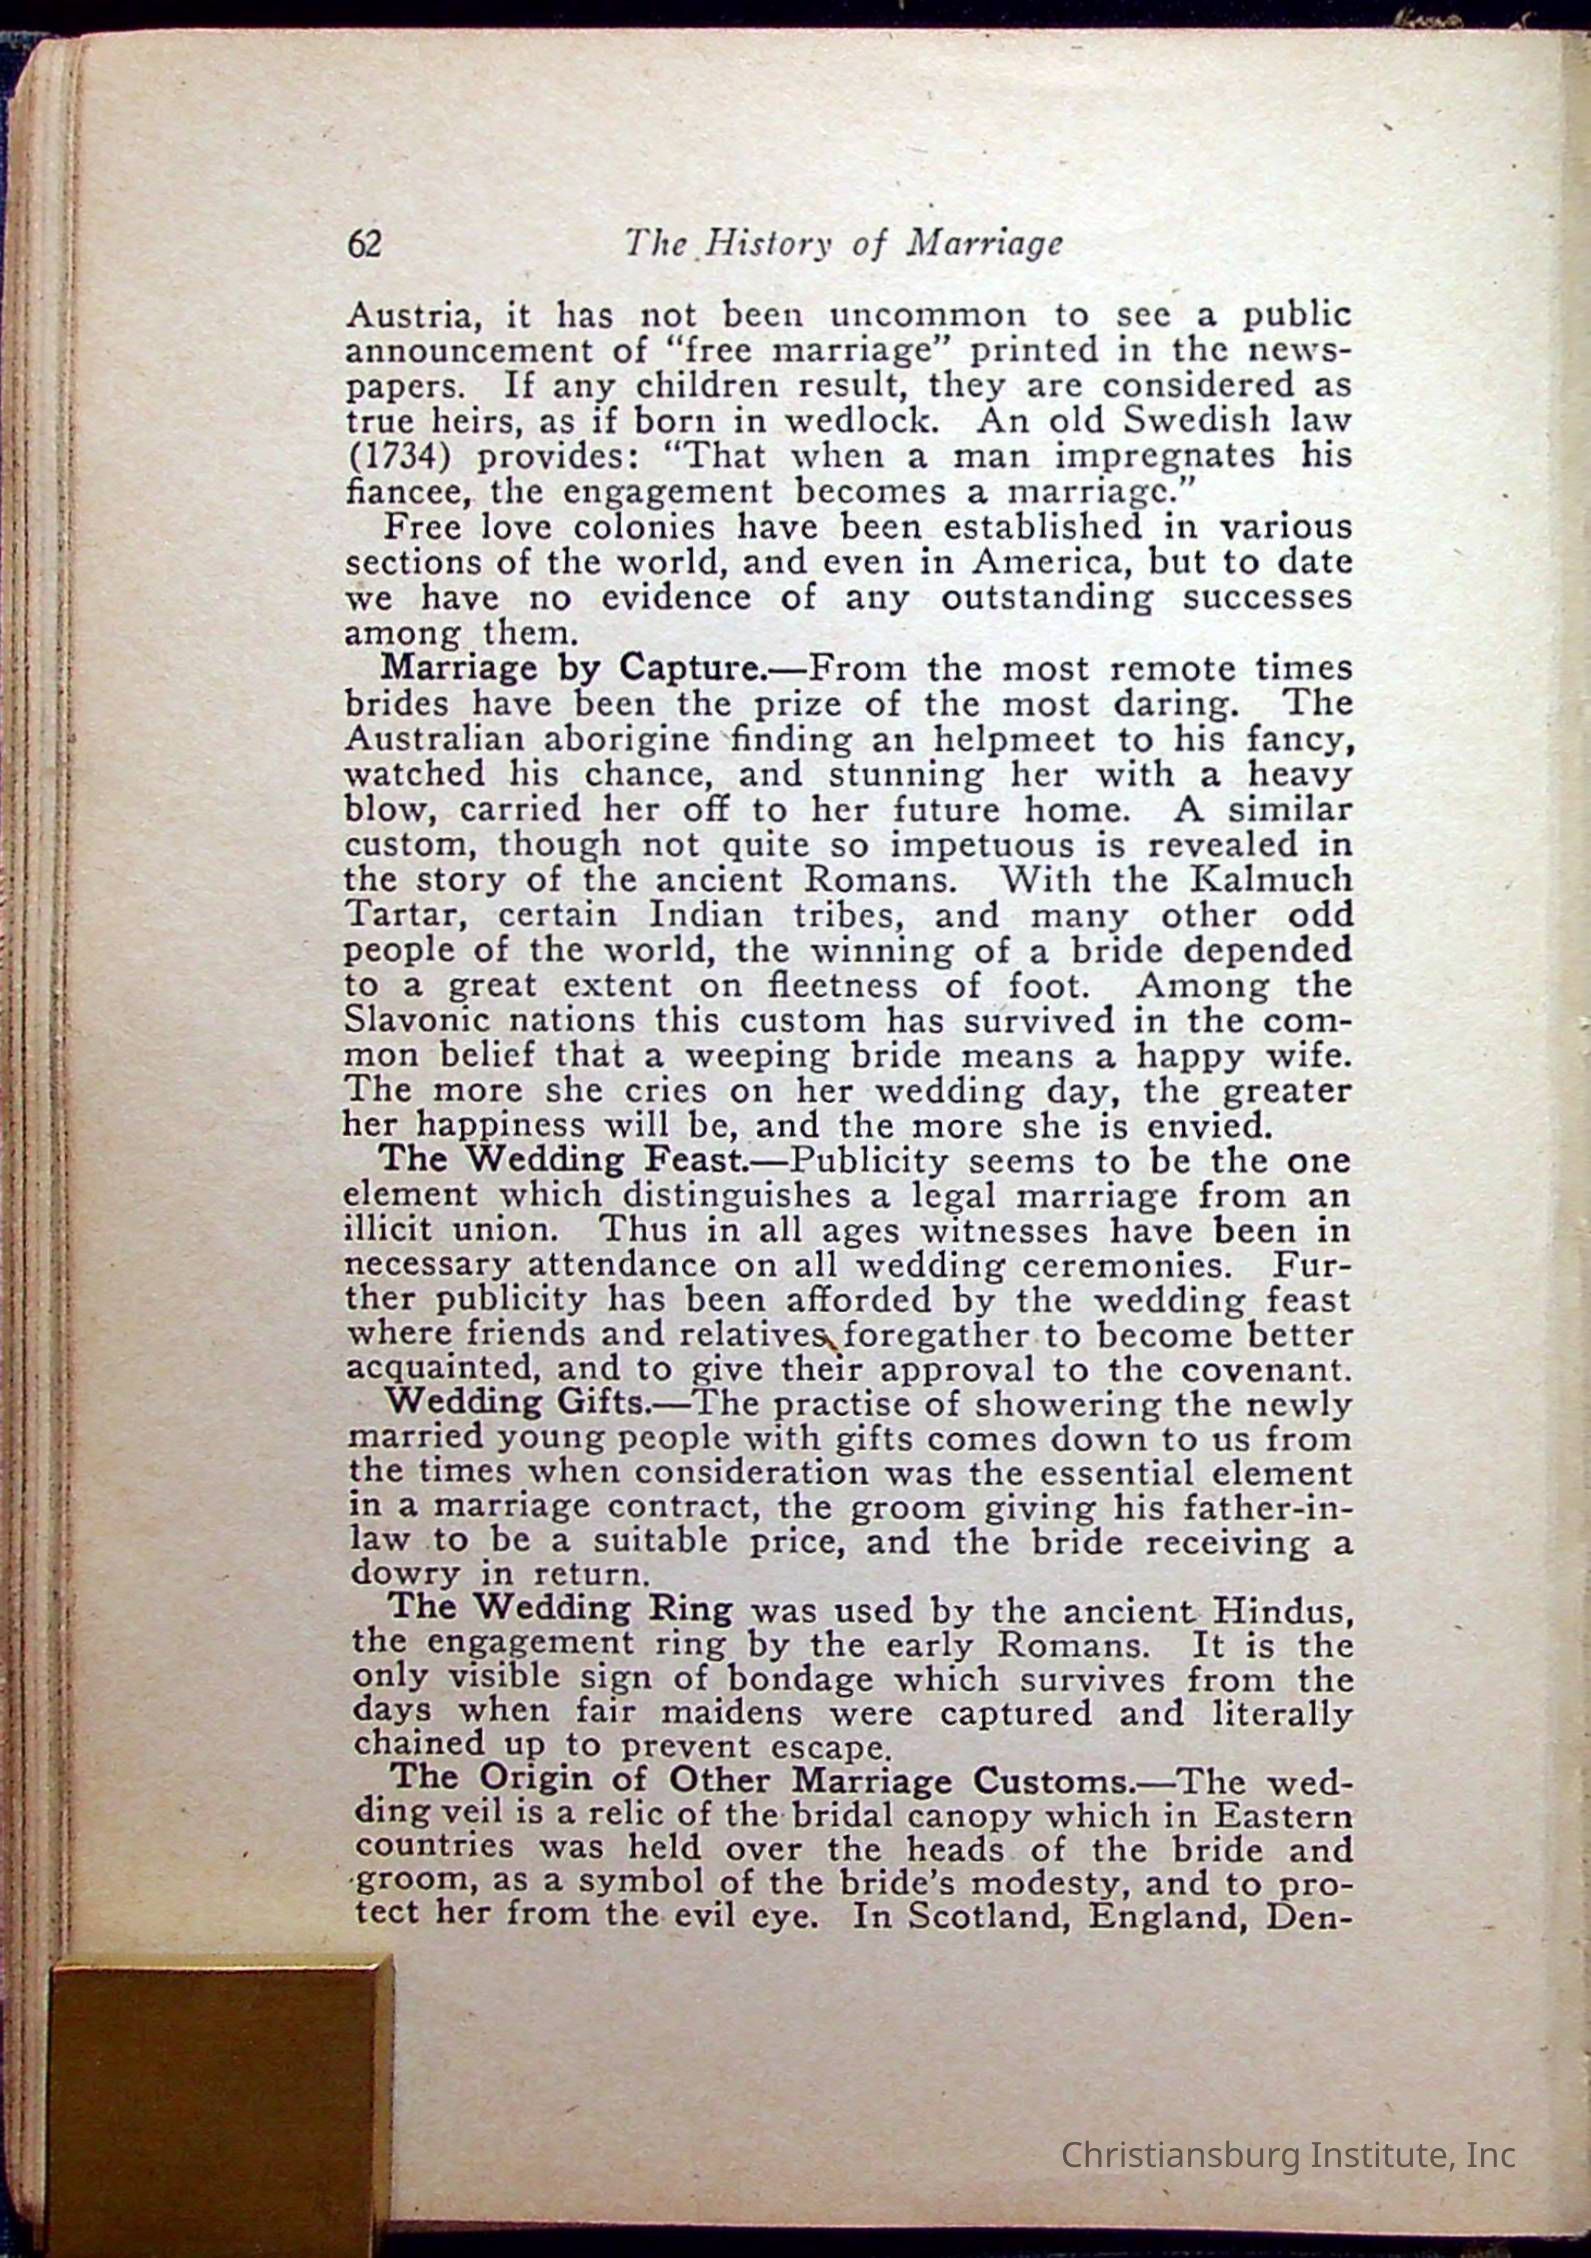 62 The History of Marriage
Austria, it has not been uncommon to see a public
announcement of “free marriage” printed in the news-
papers. If any children result, they are considered as
true heirs, as if born in wedlock. An old Swedish law
(1734) provides: “That when a man impregnates his
fiancee, the engagement becomes a marriage.”
Free love colonies have been established in various
sections of the world, and even in America, but to date
we have no evidence of any outstanding successes
among them.
Marriage by Capture.—From the most remote times
brides have been the prize of the most daring. The
Australian aborigine finding an helpmeet to his fancy,
watched his chance, and stunning her with a heavy
blow, carried her off to her future home. A similar
custom, though not quite so impetuous is revealed in
the story of the ancient Romans. With the Kalmuch
Tartar, certain Indian tribes, and many other odd
people of the world, the winning of a bride depended
to a great extent on fleetness of foot. Among the
Slavonic nations this custom has survived in the com-
mon belief that a weeping bride means a happy wife.
The more she cries on her wedding day, the greater
her happiness will be, and the more she is envied.
The Wedding Feast.—Publicity seems to be the one
element which distinguishes a legal marriage from an
illicit union. Thus in all ages witnesses have been in
necessary attendance on all wedding ceremonies. Fur-
ther publicity has been afforded by the wedding feast
where friends and relatives foregather to become better
acquainted, and to give their approval to the covenant.
Wedding Gifts.—The practise of showering the newly
married young people with gifts comes down to us from
the times when consideration was the essential element
in a marriage contract, the groom giving his father-in-
law to be a suitable price, and the bride receiving a
dowry in return.
The Wedding Ring was used by the ancient Hindus,
the engagement ring by the early Romans. It is the
only visible sign of bondage which survives from the
days when fair maidens were captured and literally
chained up to prevent escape.
The Origin of Other Marriage Customs.—The wed-
ding veil is a relic of the bridal canopy which in Eastern
countries was held over the heads of the bride and
groom, as a symbol of the bride’s modesty, and to pro-
tect her from the evil eye. In Scotland, England, Den-
Christiansburg Institute, Inc